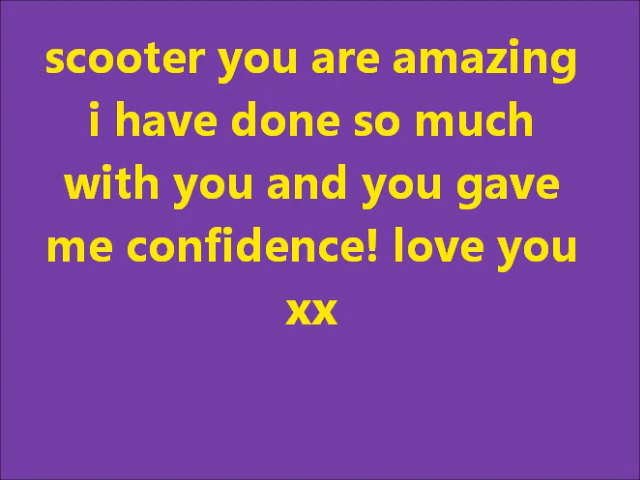 scooter you are amazing
i have done so much
with you and you gave
me confidence! love you
xx